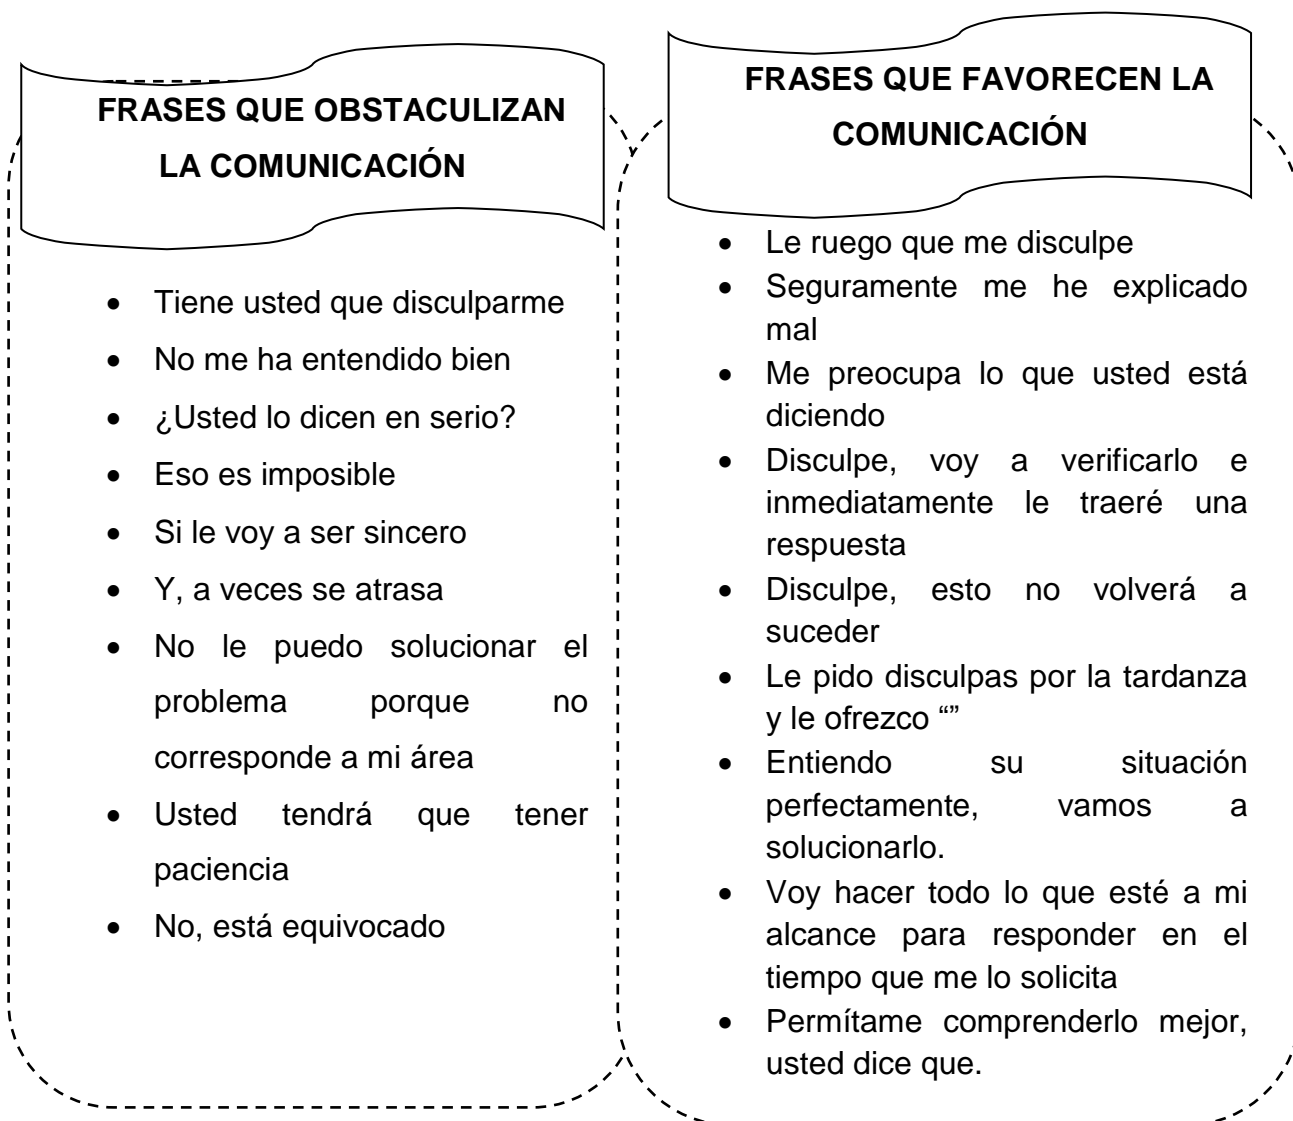 FRASES QUE OBSTACULIZAN
LA COMUNICACIÓN
• Tiene usted que disculparme
• No me ha entendido bien
• ¿Usted lo dicen en serio?
• Eso es imposible
• Si le voy a ser sincero
• Y, a veces se atrasa
• No le puedo solucionar el
problema porque no
corresponde a mi área
• Usted tendrá que tener
paciencia
• No, está equivocado
FRASES QUE FAVORECEN LA
COMUNICACIÓN
• Le ruego que me disculpe
• Seguramente me he explicado
mal
• Me preocupa lo que usted está
diciendo
• Disculpe, voy a verificarlo e
inmediatamente le traeré una
respuesta
• Disculpe, esto no volverá a
suceder
• Le pido disculpas por la tardanza
y le ofrezco “”
• Entiendo su situación
perfectamente, vamos a
solucionarlo.
• Voy hacer todo lo que esté a mi
alcance para responder en el
tiempo que me lo solicita
• Permítame comprenderlo mejor,
usted dice que.